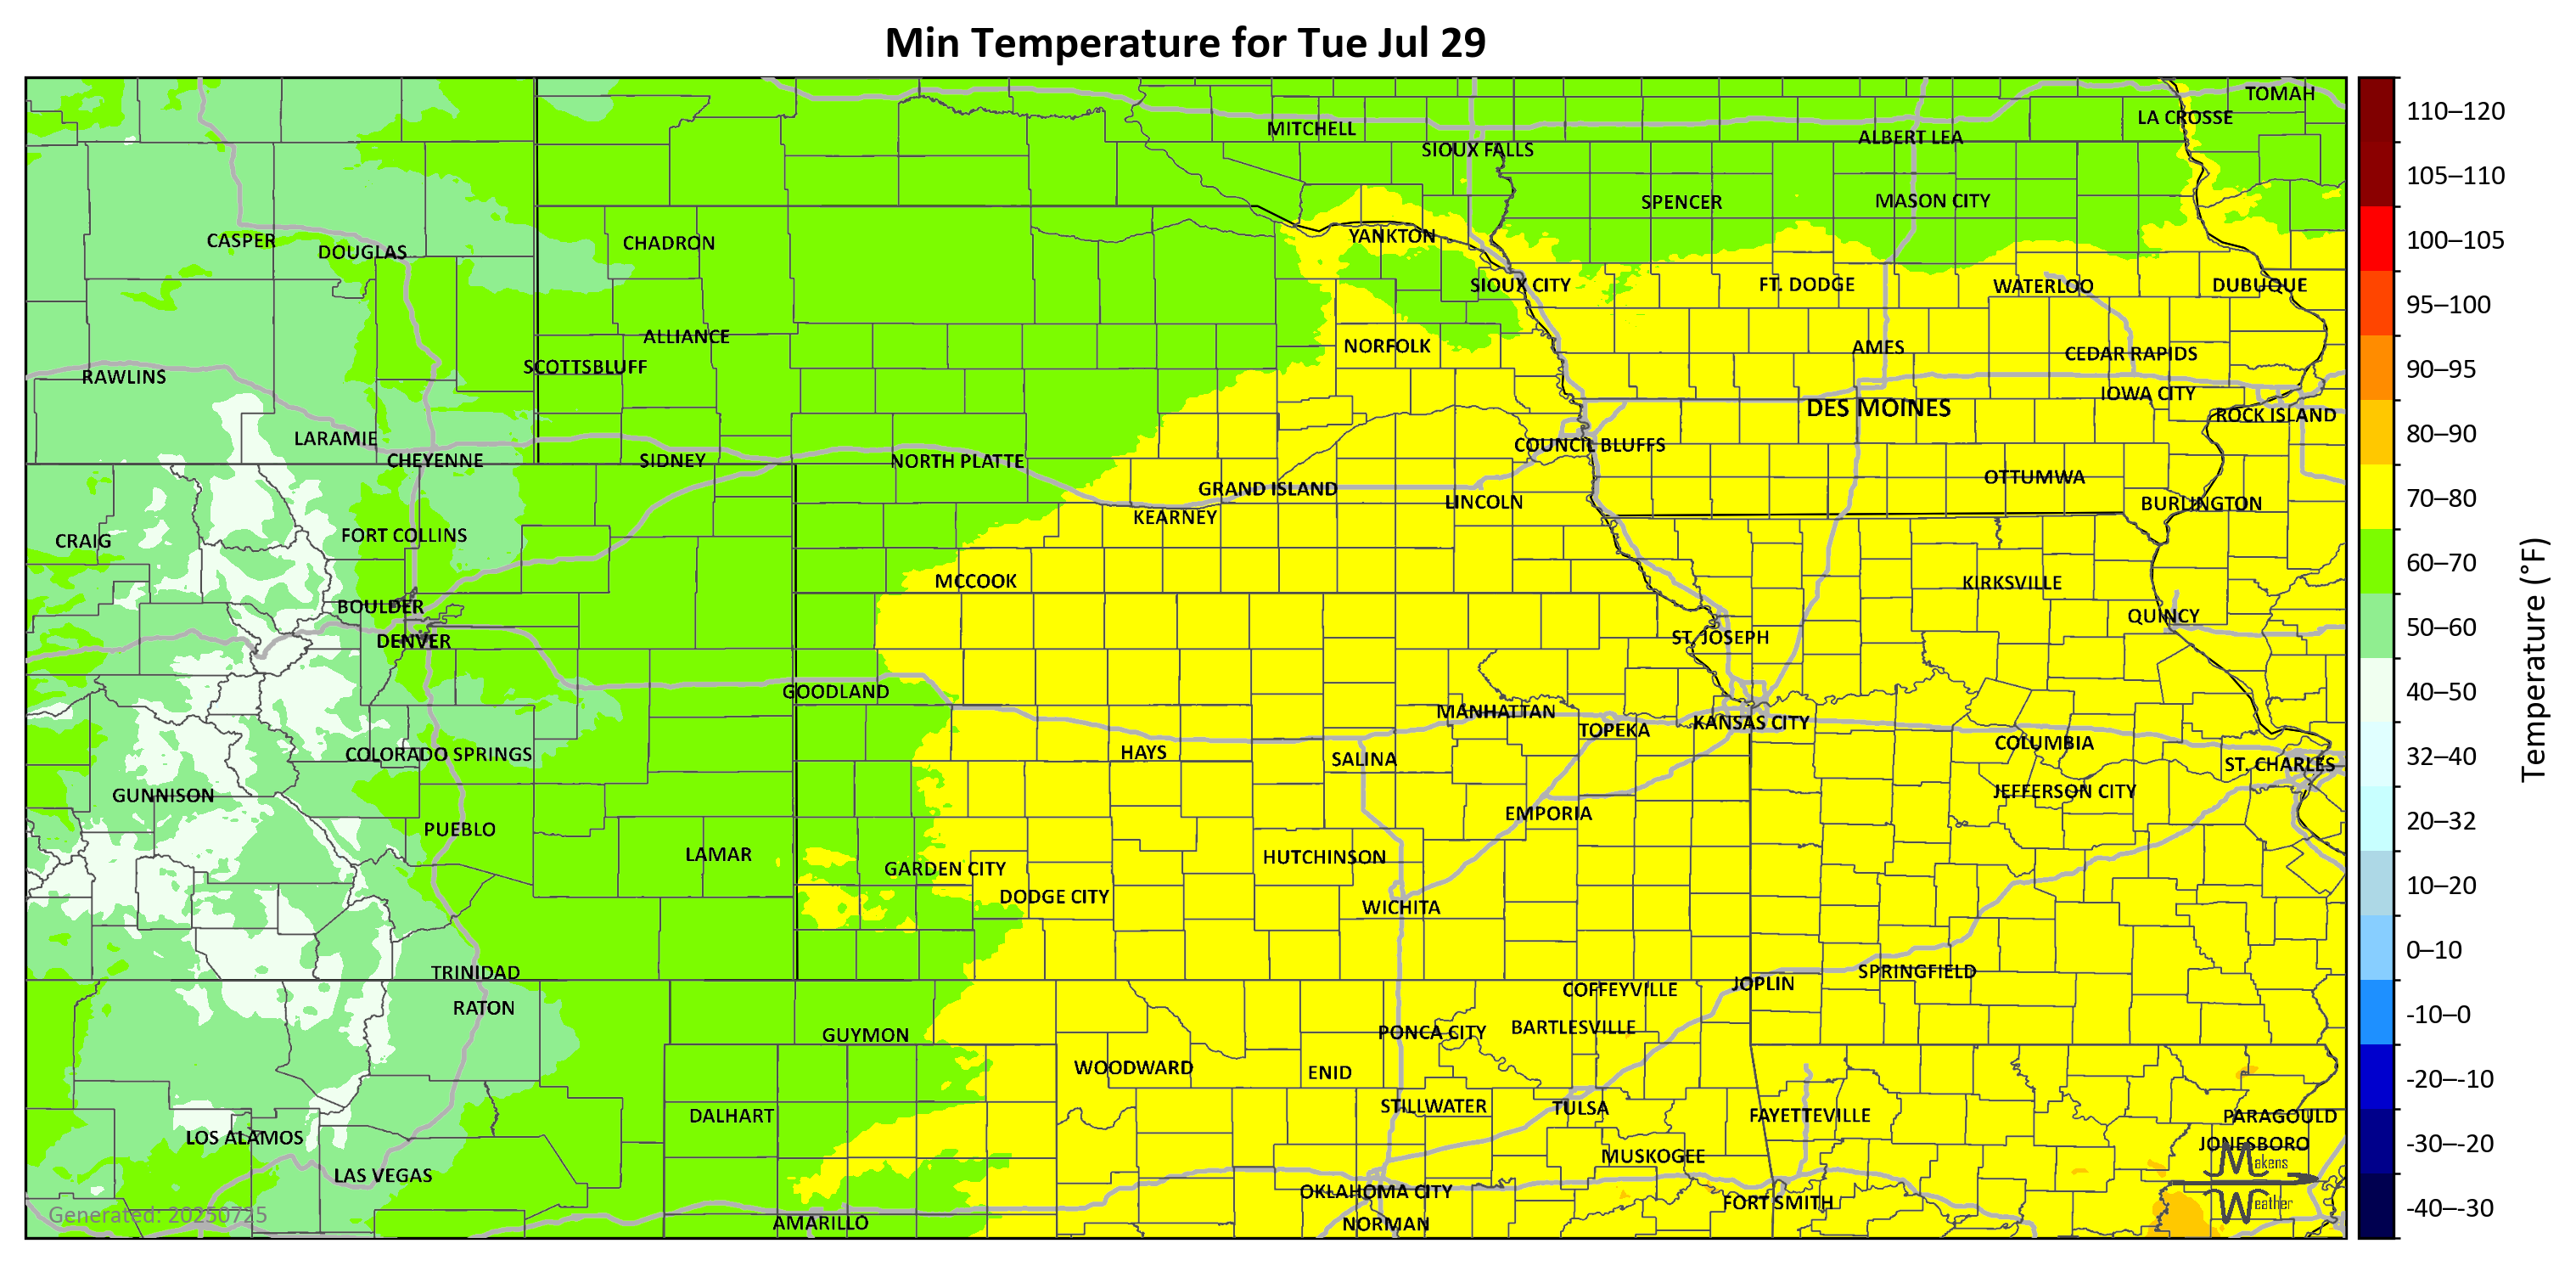 Min Temperature for Tue Jul 29
TOMAH
LA CROSSE
MITCHELL
ALBERT LEA
SIOUX FALLS
SPENCER
MASON CITY
CASPER
DOUGLAS
CHADRON
YANKTON
SIOUX CITY
FT. DODGE
WATERLOO
DUBUQUE
ALLIANCE
NORFOLK
AMES
CEDAR RAPIDS
SCOTTSBLUFF
RAWLINS
IOWA CITY
DES MOINES
ROCK ISLAND
LARAMIE
COUNCIL BLUFFS
CHEYENNE
SIDNEY
NORTH PLATTE
OTTUMWA
GRAND ISLAND
LINCOLN
BURLINGTON
KEARNEY
FORT COLLINS
CRAIG
MCCOOK
KIRKSVILLE
BOULDER
QUINCY
DENVER
ST. JOSEPH
GOODLAND
MANHATTAN
KANSAS CITY
TOPEKA
COLUMBIA
COLORADO SPRINGS
HAYS
SALINA
ST. CHARLES
GUNNISON
JEFFERSON CITY
EMPORIA
PUEBLO
LAMAR
HUTCHINSON
GARDEN CITY
DODGE CITY
WICHITA
TRINIDAD
SPRINGFIELD
JOPLIN
COFFEYVILLE
RATON
GUYMON
PONCA CITY
BARTLESVILLE
WOODWARD
ENID
STILLWATER
TULSA
DALHART
FAYETTEVILLE
PARAGOULD
LOS ALAMOS
JONESBORO
MUSKOGEE
LAS VEGAS
OKLAHOMA CITY
FORT SMITH
AMARILLO
NORMAN
Generated: 20250725
Makens
Weather
110–120
105–110
100–105
95–100
90–95
80–90
70–80
60–70
50–60
40–50
32–40
20–32
10–20
0–10
-10–0
-20–-10
-30–-20
-40–-30
Temperature (°F)